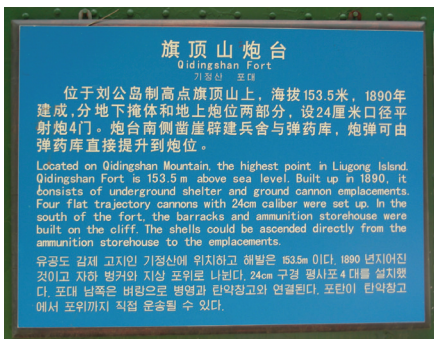 旗顶山炮台
Qidingshan Fort
기정산 포대
位于刘公岛制高点旗顶山上，海拔153.5米，1890年
建成，分地下掩体和地上炮位两部分，设24厘米口径平
射炮4门。炮台南侧凿崖辟建兵舍与弹药库，炮弹可由
弹药库直接提升到炮位。
Located on Qidingshan Mountain, the highest point in Liugong Islsnd.
Qidingshan Fort is 153.5 m above sea level. Built up in 1890, it
consists of underground shelter and ground cannon emplacements.
Four flat trajectory cannons with 24cm caliber were set up. In the
south of the fort, the barracks and ammunition storehouse were
built on the cliff. The shells could be ascended directly from the
ammunition storehouse to the emplacements.
유공도 감제 고지인 기정산에 위치하고 해발은 153.5m 이다. 1890 년지어진
것이고 자하 벙커와 지상 포위로 나뉜다. 24cm 구경 평사포 4 대를 설치했
다. 포대 남쪽은 벼랑으로 병영과 탄약창고와 연결된다. 포란이 탄약창고
에서 포위까지 직접 운송될 수 있다.